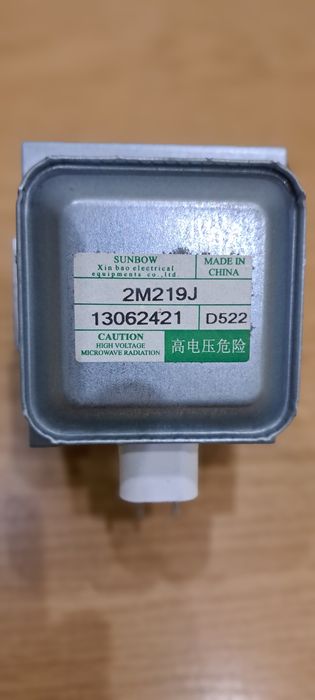 SUNBOW
Xin bao electrical
equipments co.,ltd.
MADE IN
CHINA
2M219J
13062421
D522
CAUTION
HIGH VOLTAGE
MICROWAVE RADIATION
高电压危险